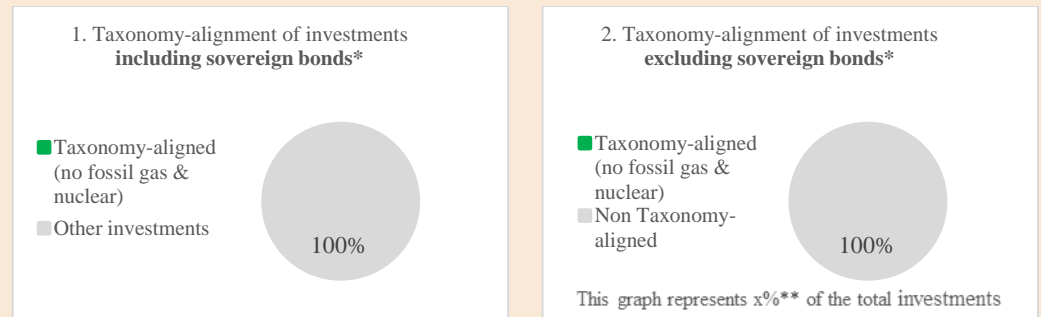 1. Taxonomy-alignment of investments
including sovereign bonds*
Taxonomy-aligned
(no fossil gas &
nuclear)
Other investments
100%
2. Taxonomy-alignment of investments
excluding sovereign bonds*
Taxonomy-aligned
(no fossil gas &
nuclear)
Non Taxonomy-
aligned
100%
This graph represents x%** of the total investments